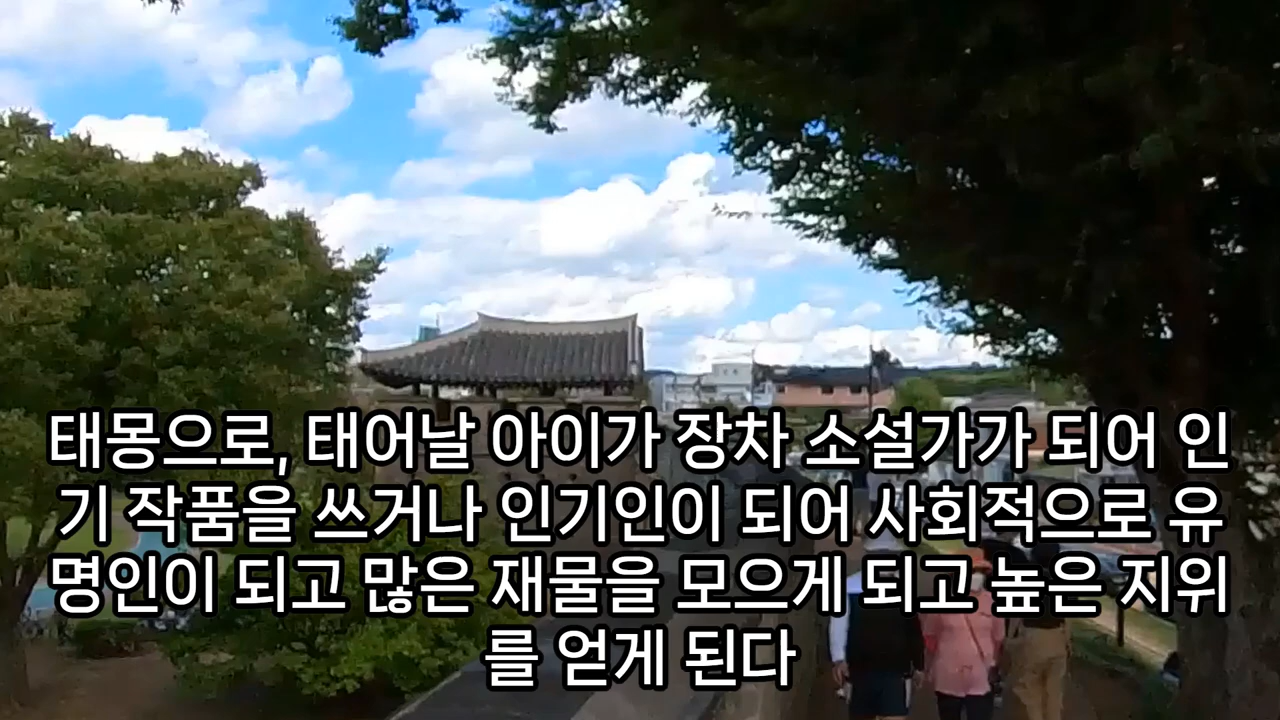 태몽으로, 태어날 아이가 장차 소설가가 되어 인
기 작품을 쓰거나 인기인이 되어 사회적으로 유
명인이 되고 많은 재물을 모으게 되고 높은 지위
를 얻게 된다